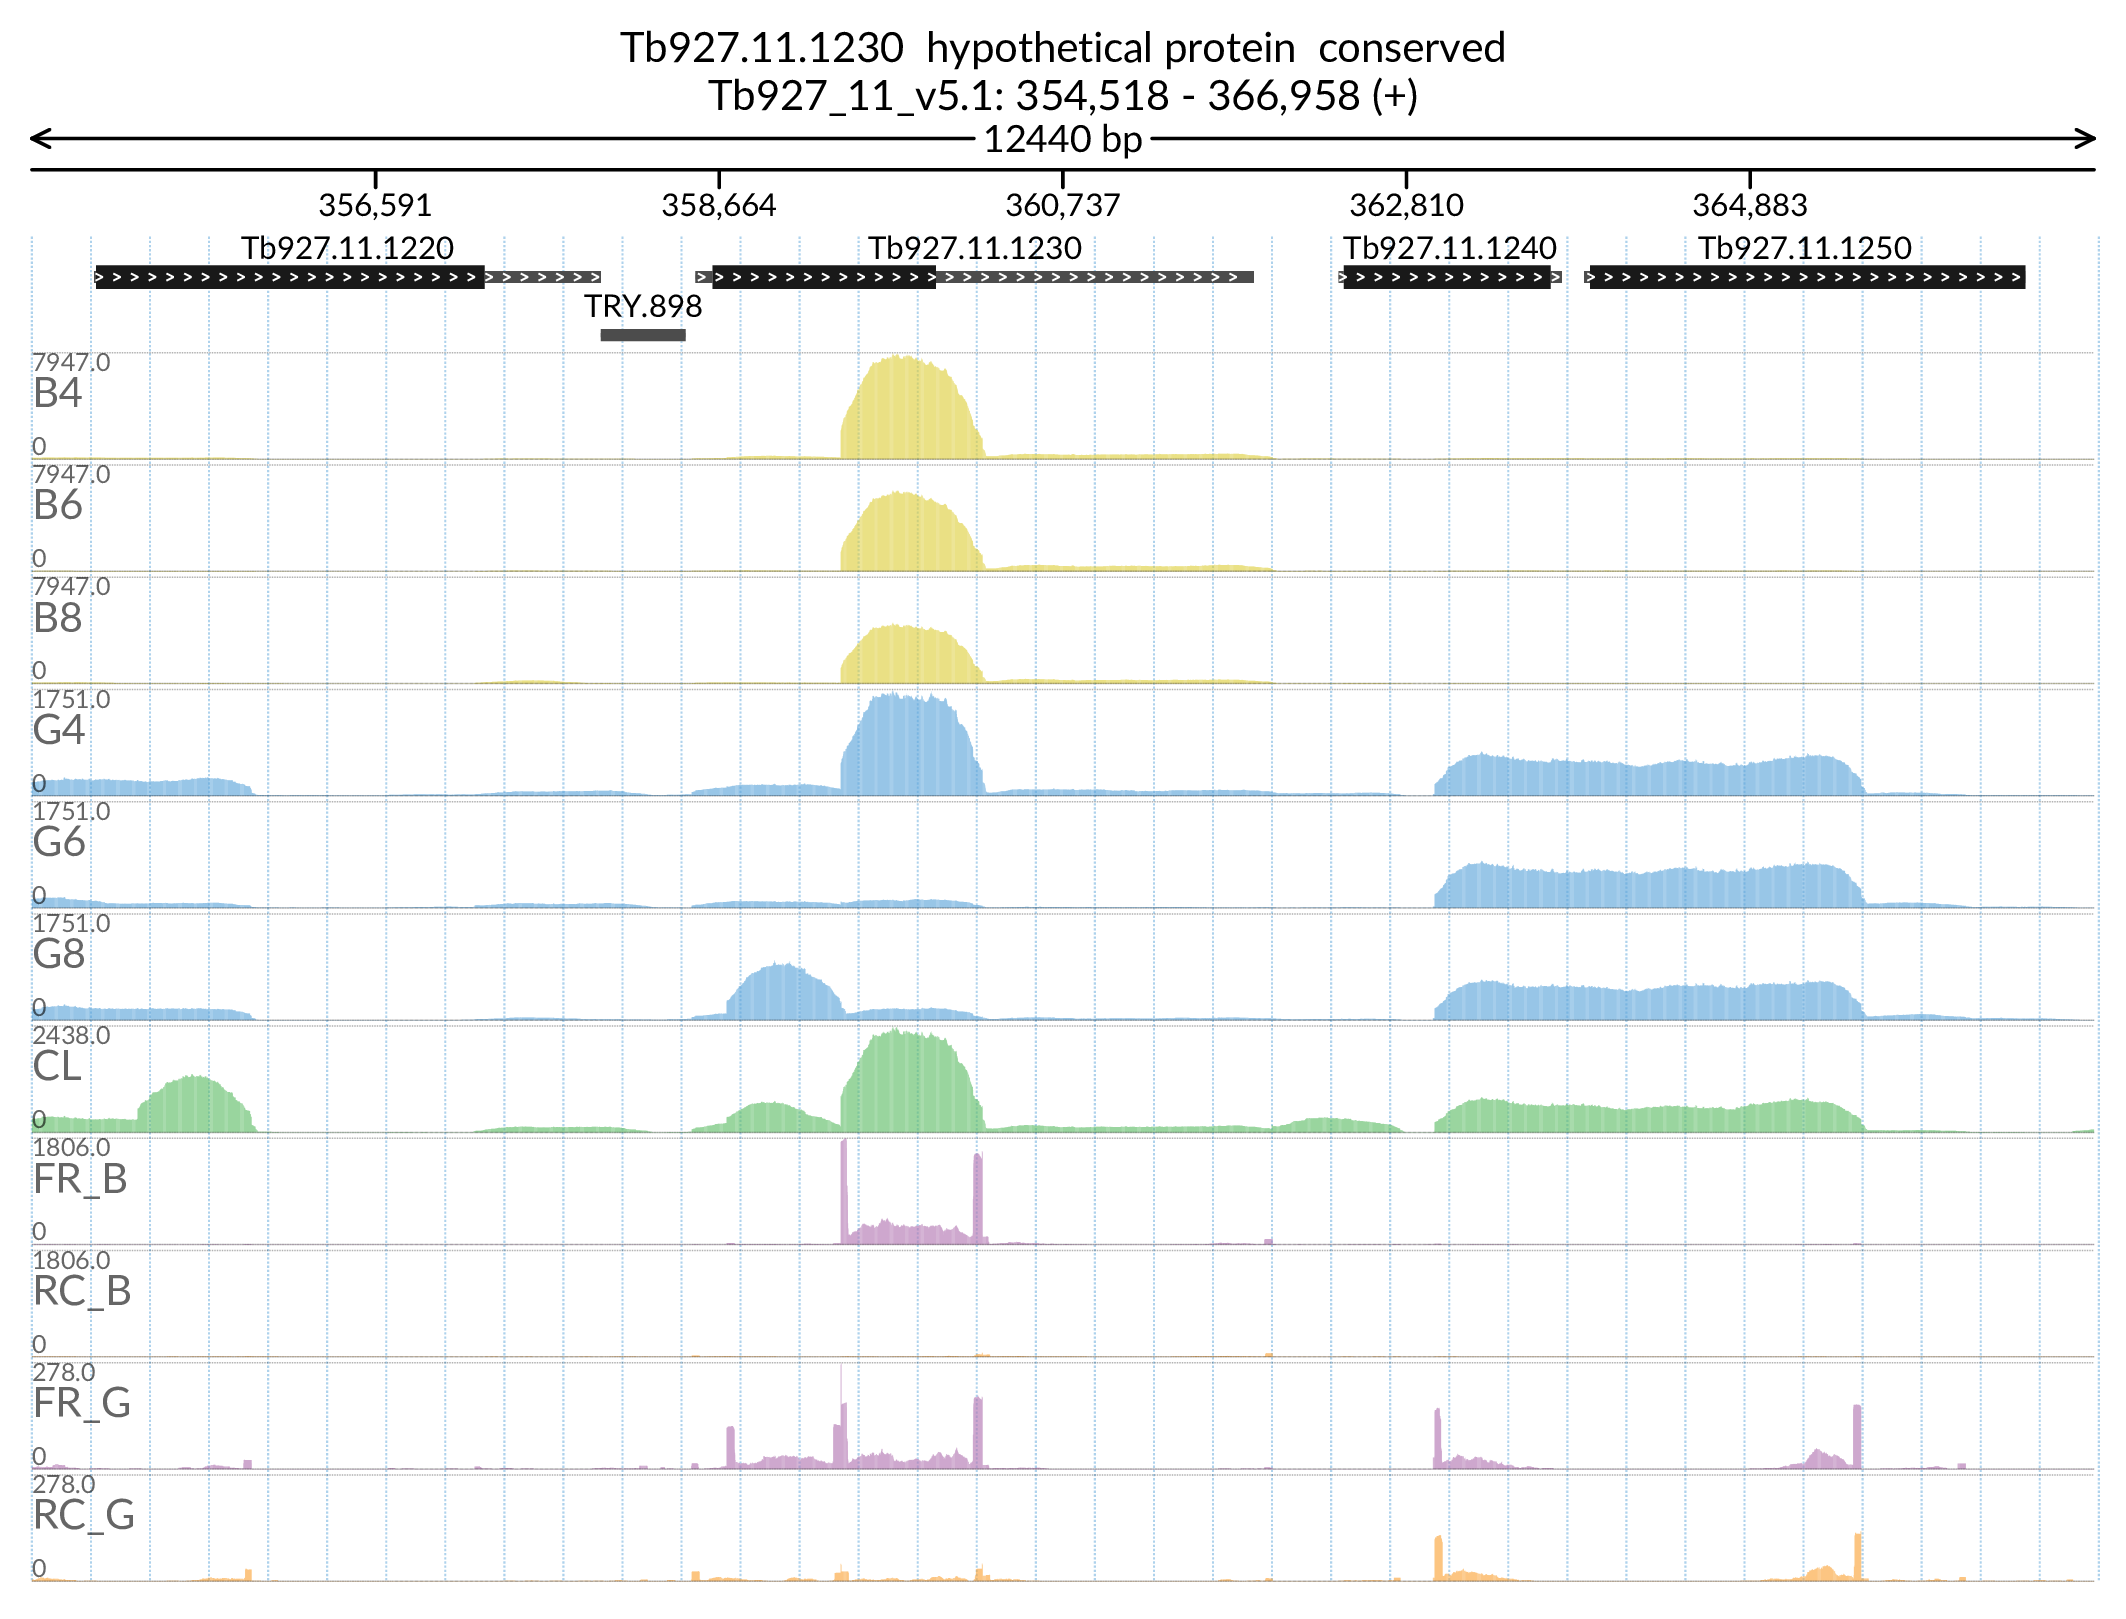 Tb927.11.1230 hypothetical protein conserved
Tb927_11_v5.1: 354,518 - 366,958 (+)
12440 bp
356,591 358,664 360,737 362,810 364,883
Tb927.11.1220 Tb927.11.1230 Tb927.11.1240 Tb927.11.1250
TRY.898
7947.0
B4
0
7947.0
B6
0
7947.0
B8
0
1751.0
G4
0
1751.0
G6
0
1751.0
G8
0
2438.0
CL
0
1806.0
FR_B
0
1806.0
RC_B
0
278.0
FR_G
0
278.0
RC_G
0